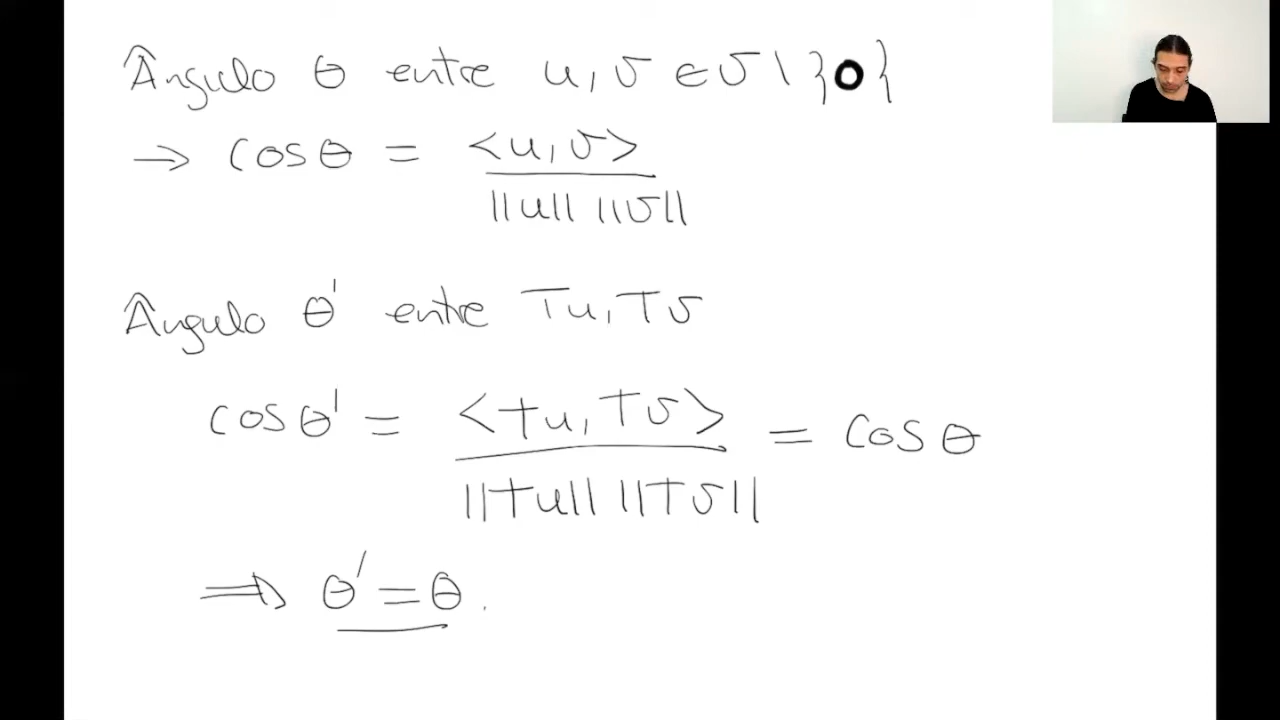 Ângulo θ entre u, v ∈ V \ {0}
→ cos θ = <u, v> / ||u|| ||v||
Ângulo θ' entre Tu, Tv
cos θ' = <Tu, Tv> / ||Tu|| ||Tv|| = cos θ
⟹ θ' = θ.